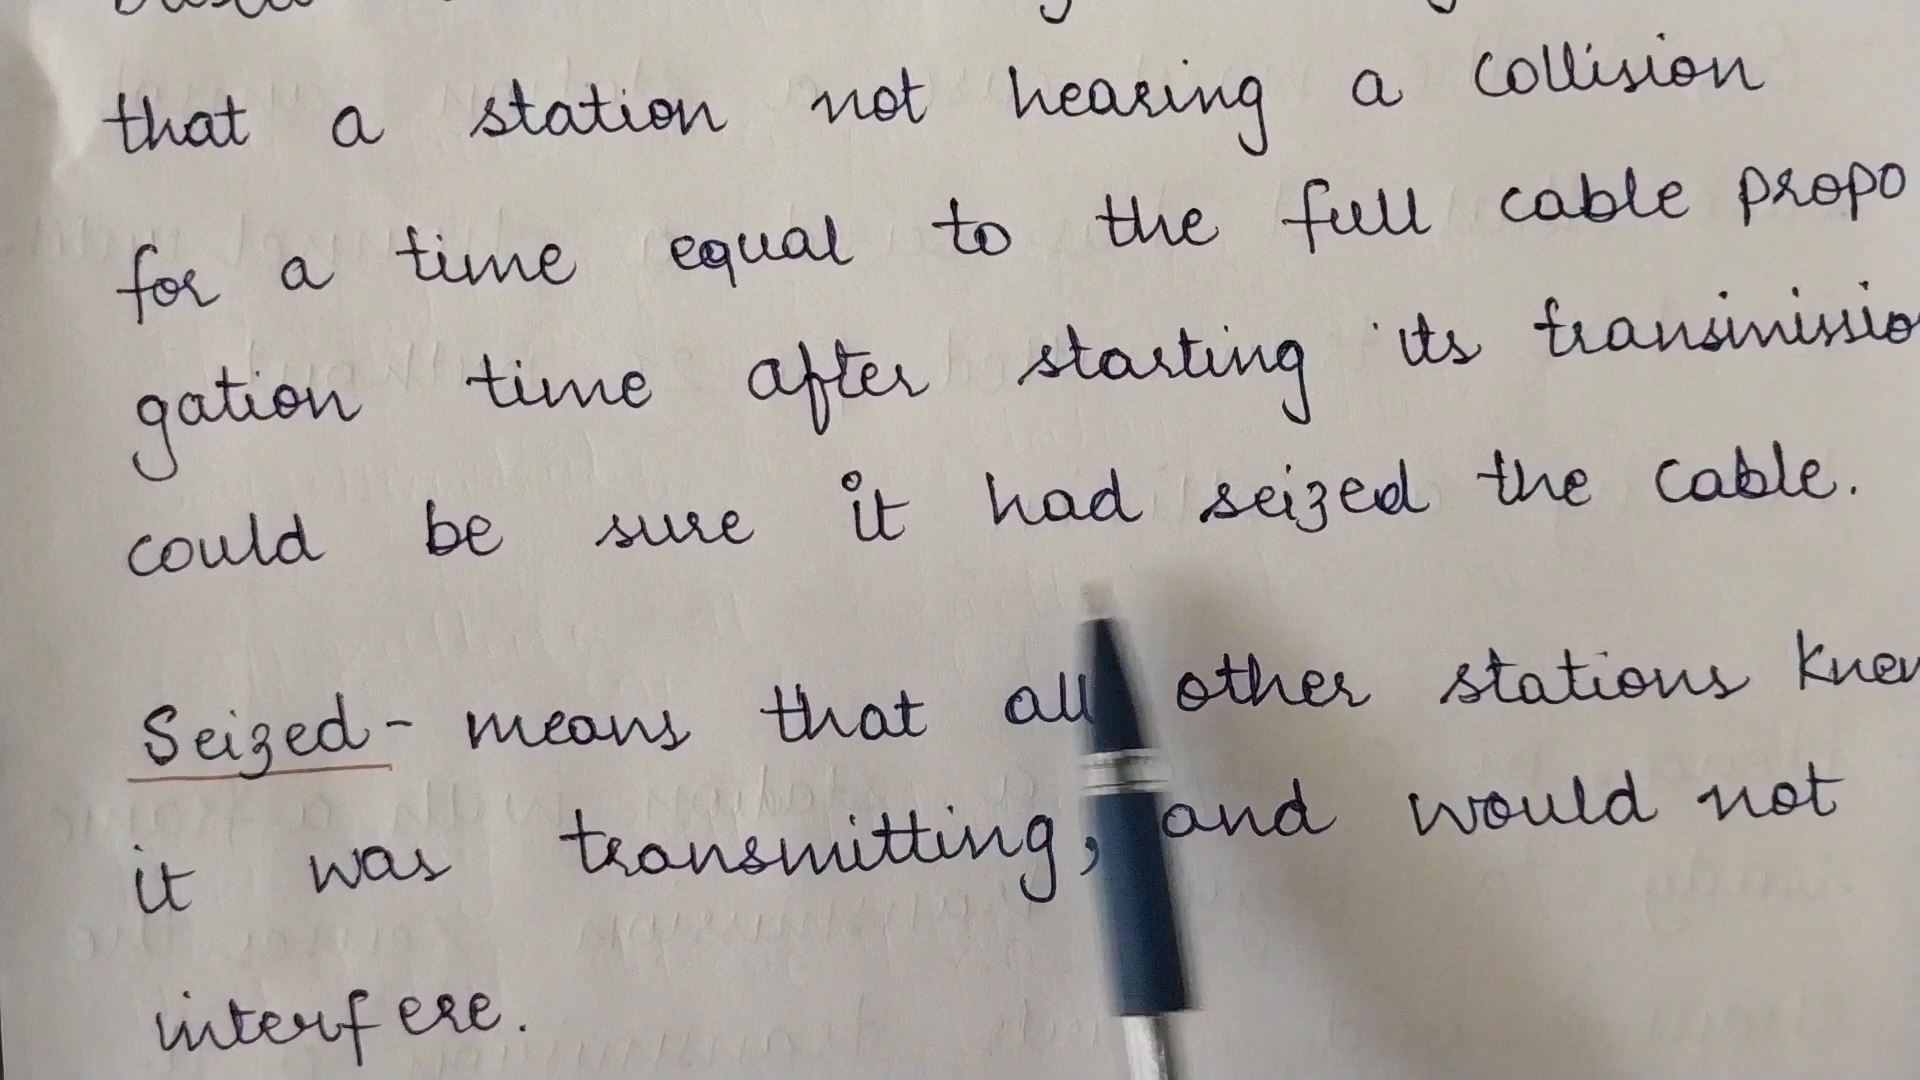 that a station not hearing a collision
for a time equal to the full cable propo
gation time after starting its transmissio
could be sure it had seized the cable.
Seized - means that all other stations knew
it was transmitting, and would not
interfere.